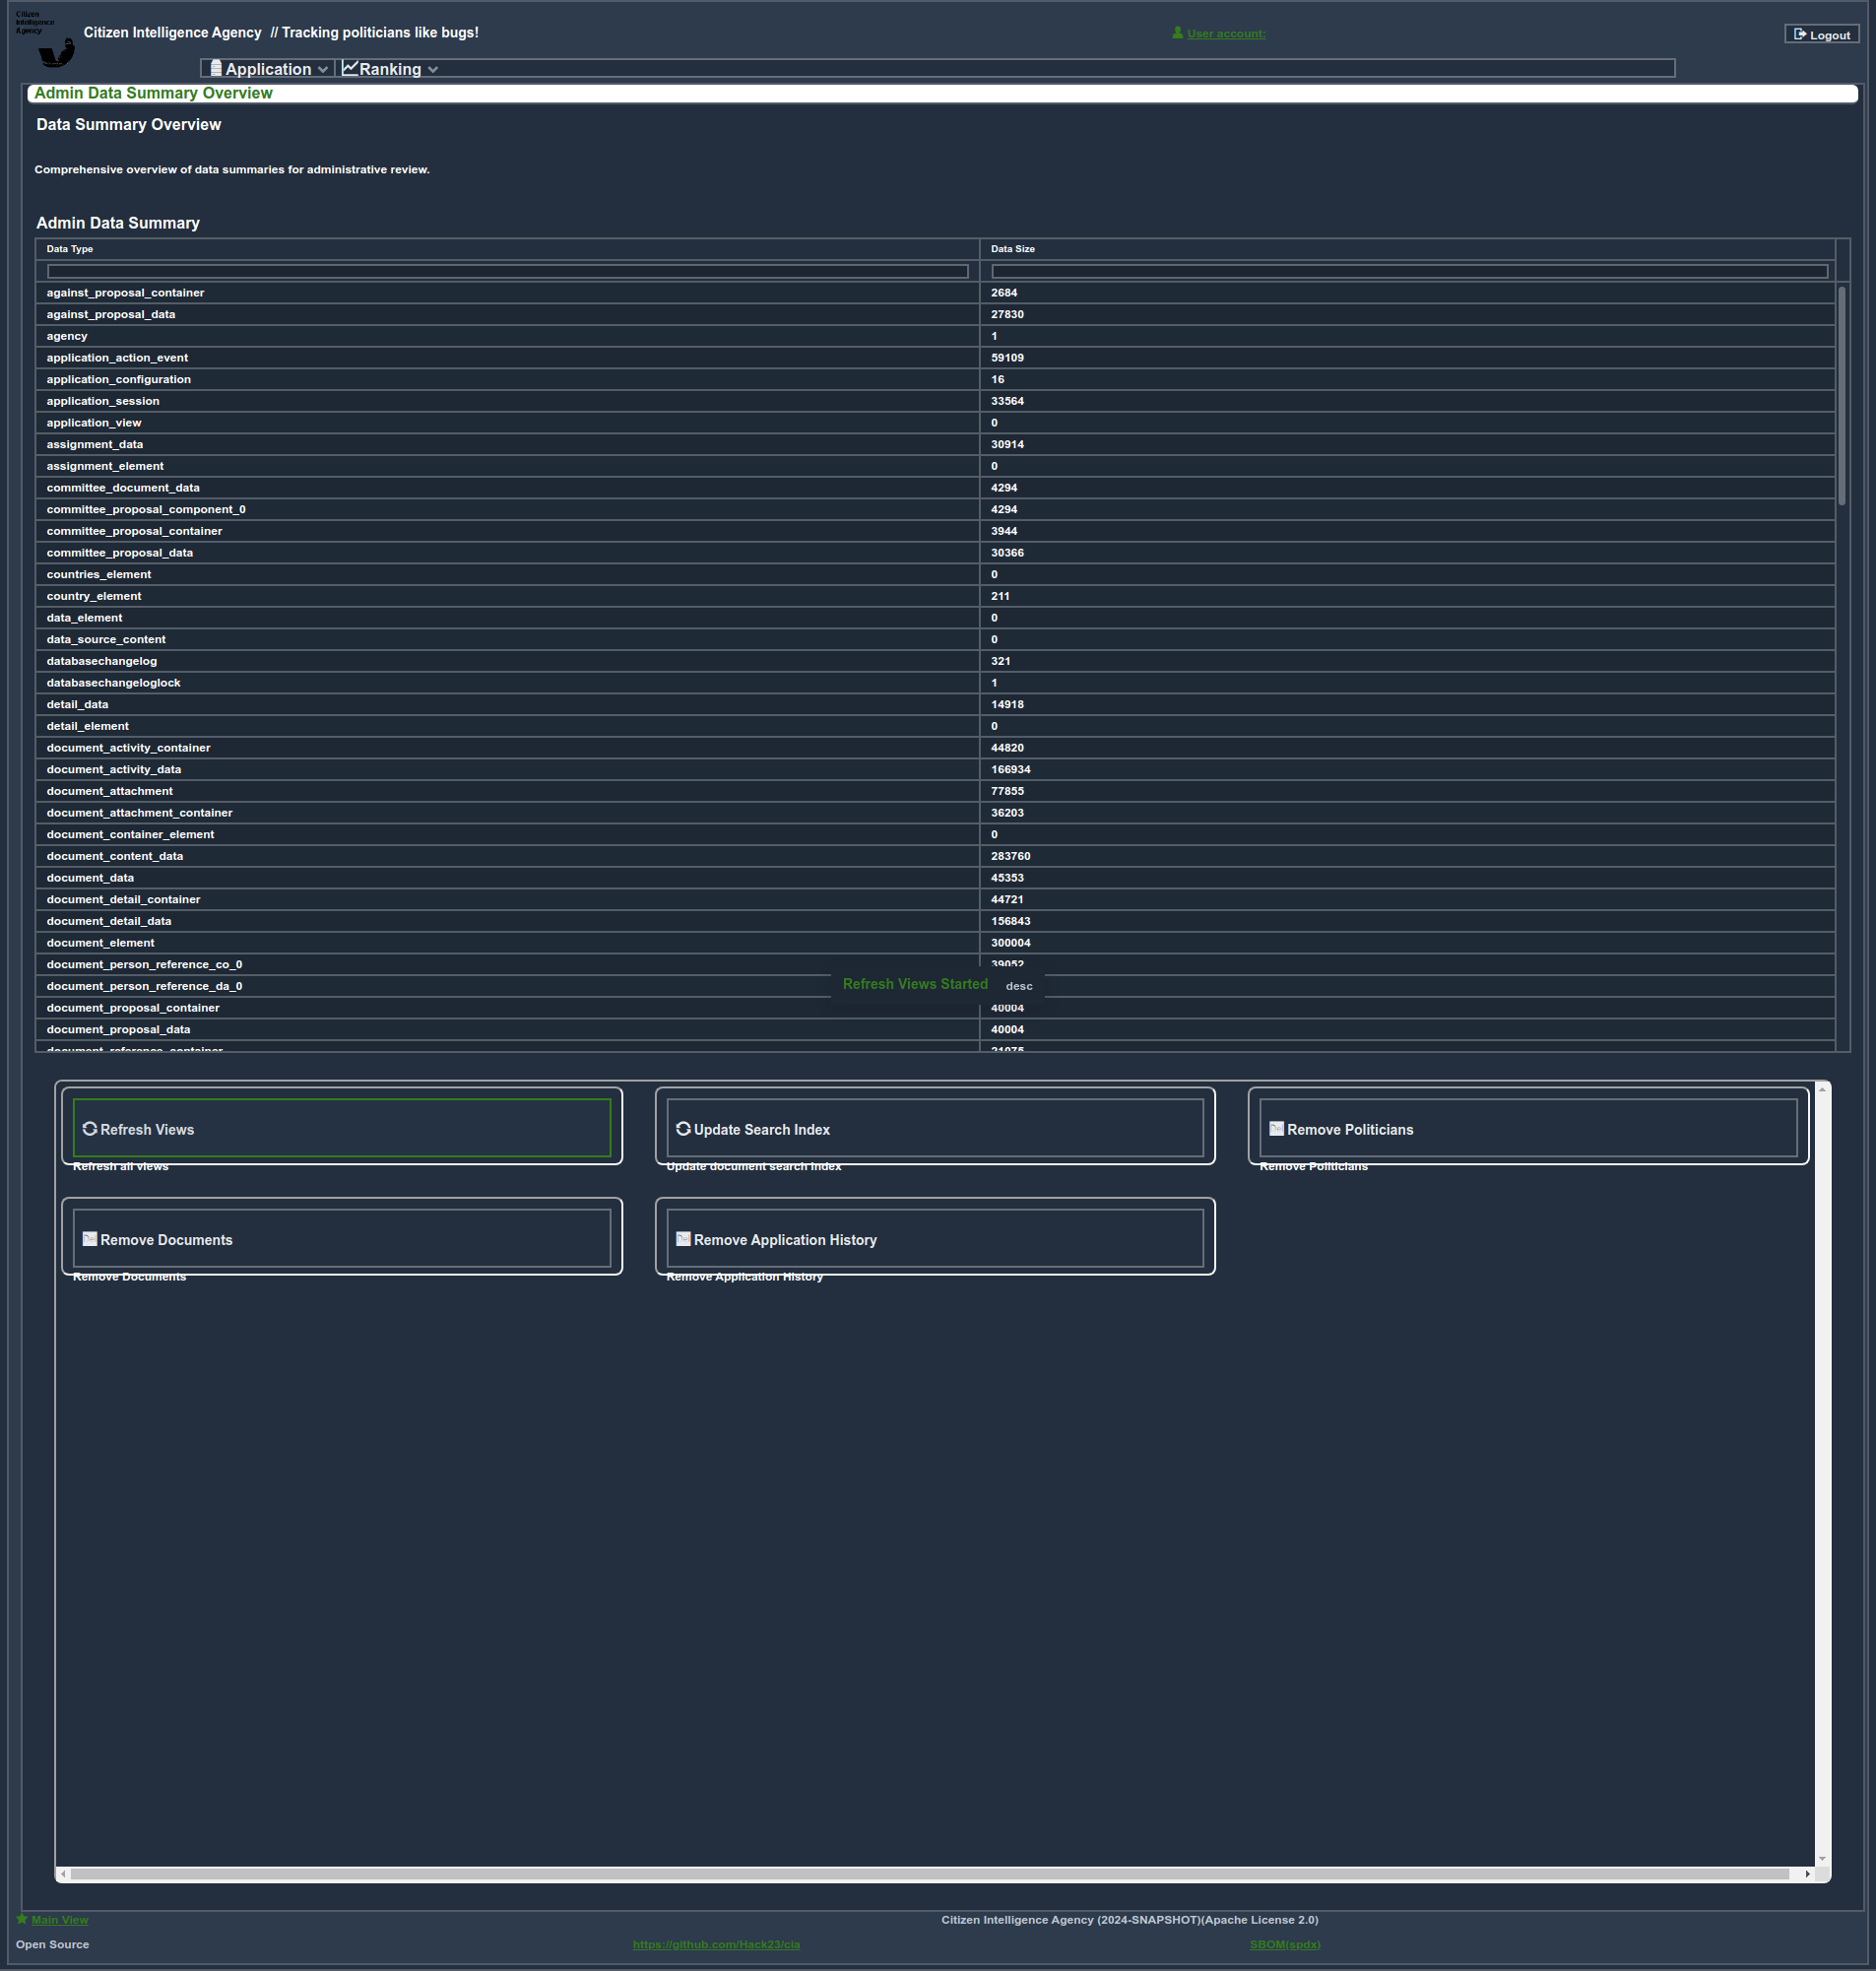 Citizen
Intelligence
Agency
Citizen Intelligence Agency // Tracking politicians like bugs!
User account:
Logout
Application
Ranking
Admin Data Summary Overview
Data Summary Overview
Comprehensive overview of data summaries for administrative review.
Admin Data Summary
Data Type Data Size
against_proposal_container 2684
against_proposal_data 27830
agency 1
application_action_event 59109
application_configuration 16
application_session 33564
application_view 0
assignment_data 30914
assignment_element 0
committee_document_data 4294
committee_proposal_component_0 4294
committee_proposal_container 3944
committee_proposal_data 30366
countries_element 0
country_element 211
data_element 0
data_source_content 0
databasechangelog 321
databasechangeloglock 1
detail_data 14918
detail_element 0
document_activity_container 44820
document_activity_data 166934
document_attachment 77855
document_attachment_container 36203
document_container_element 0
document_content_data 283760
document_data 45353
document_detail_container 44721
document_detail_data 156843
document_element 300004
document_person_reference_co_0 39052
document_person_reference_da_0
Refresh Views Started desc
document_proposal_container 40004
document_proposal_data 40004
document_reference_container 21075
Refresh Views
Refresh all views
Update Search Index
Update document search index
Remove Politicians
Remove Politicians
Remove Documents
Remove Documents
Remove Application History
Remove Application History
Main View
Citizen Intelligence Agency (2024-SNAPSHOT)(Apache License 2.0)
Open Source
https://github.com/Hack23/cia
SBOM(spdx)